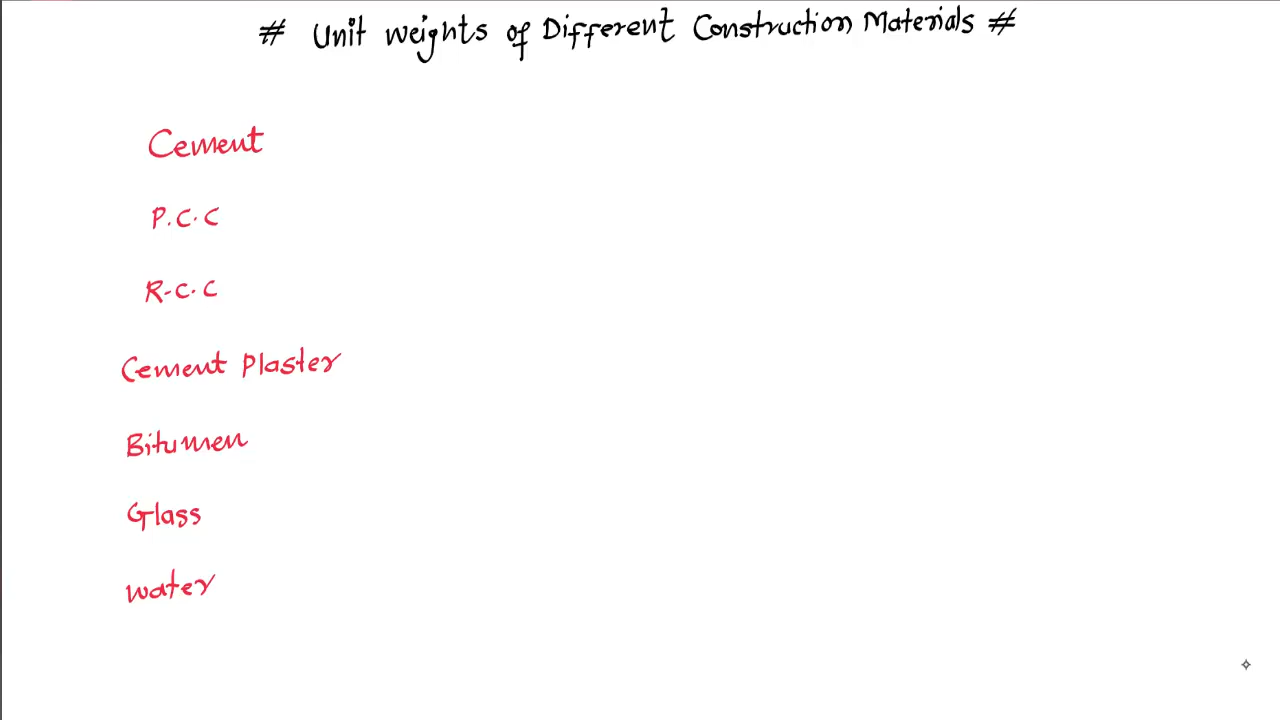 # Unit weights of Different Construction Materials #
Cement
P.C.C
R-C.C
Cement Plaster
Bitumen
Glass
water